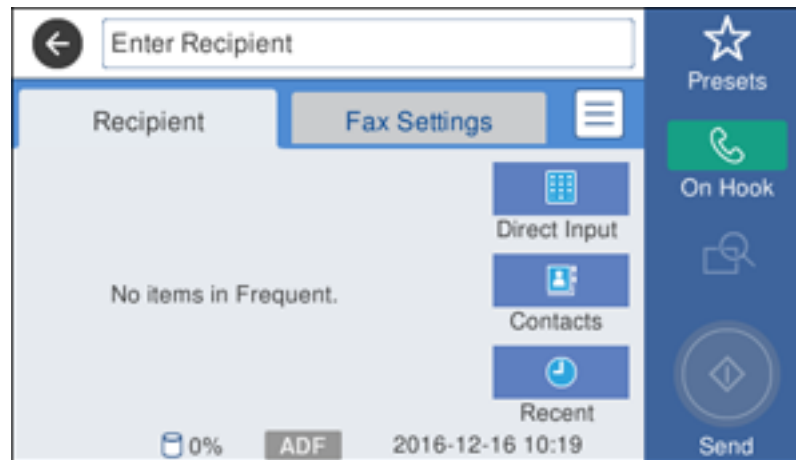 Enter Recipient
Presets
Recipient
Fax Settings
On Hook
Direct Input
No items in Frequent.
Contacts
Recent
0%
ADF
2016-12-16 10:19
Send